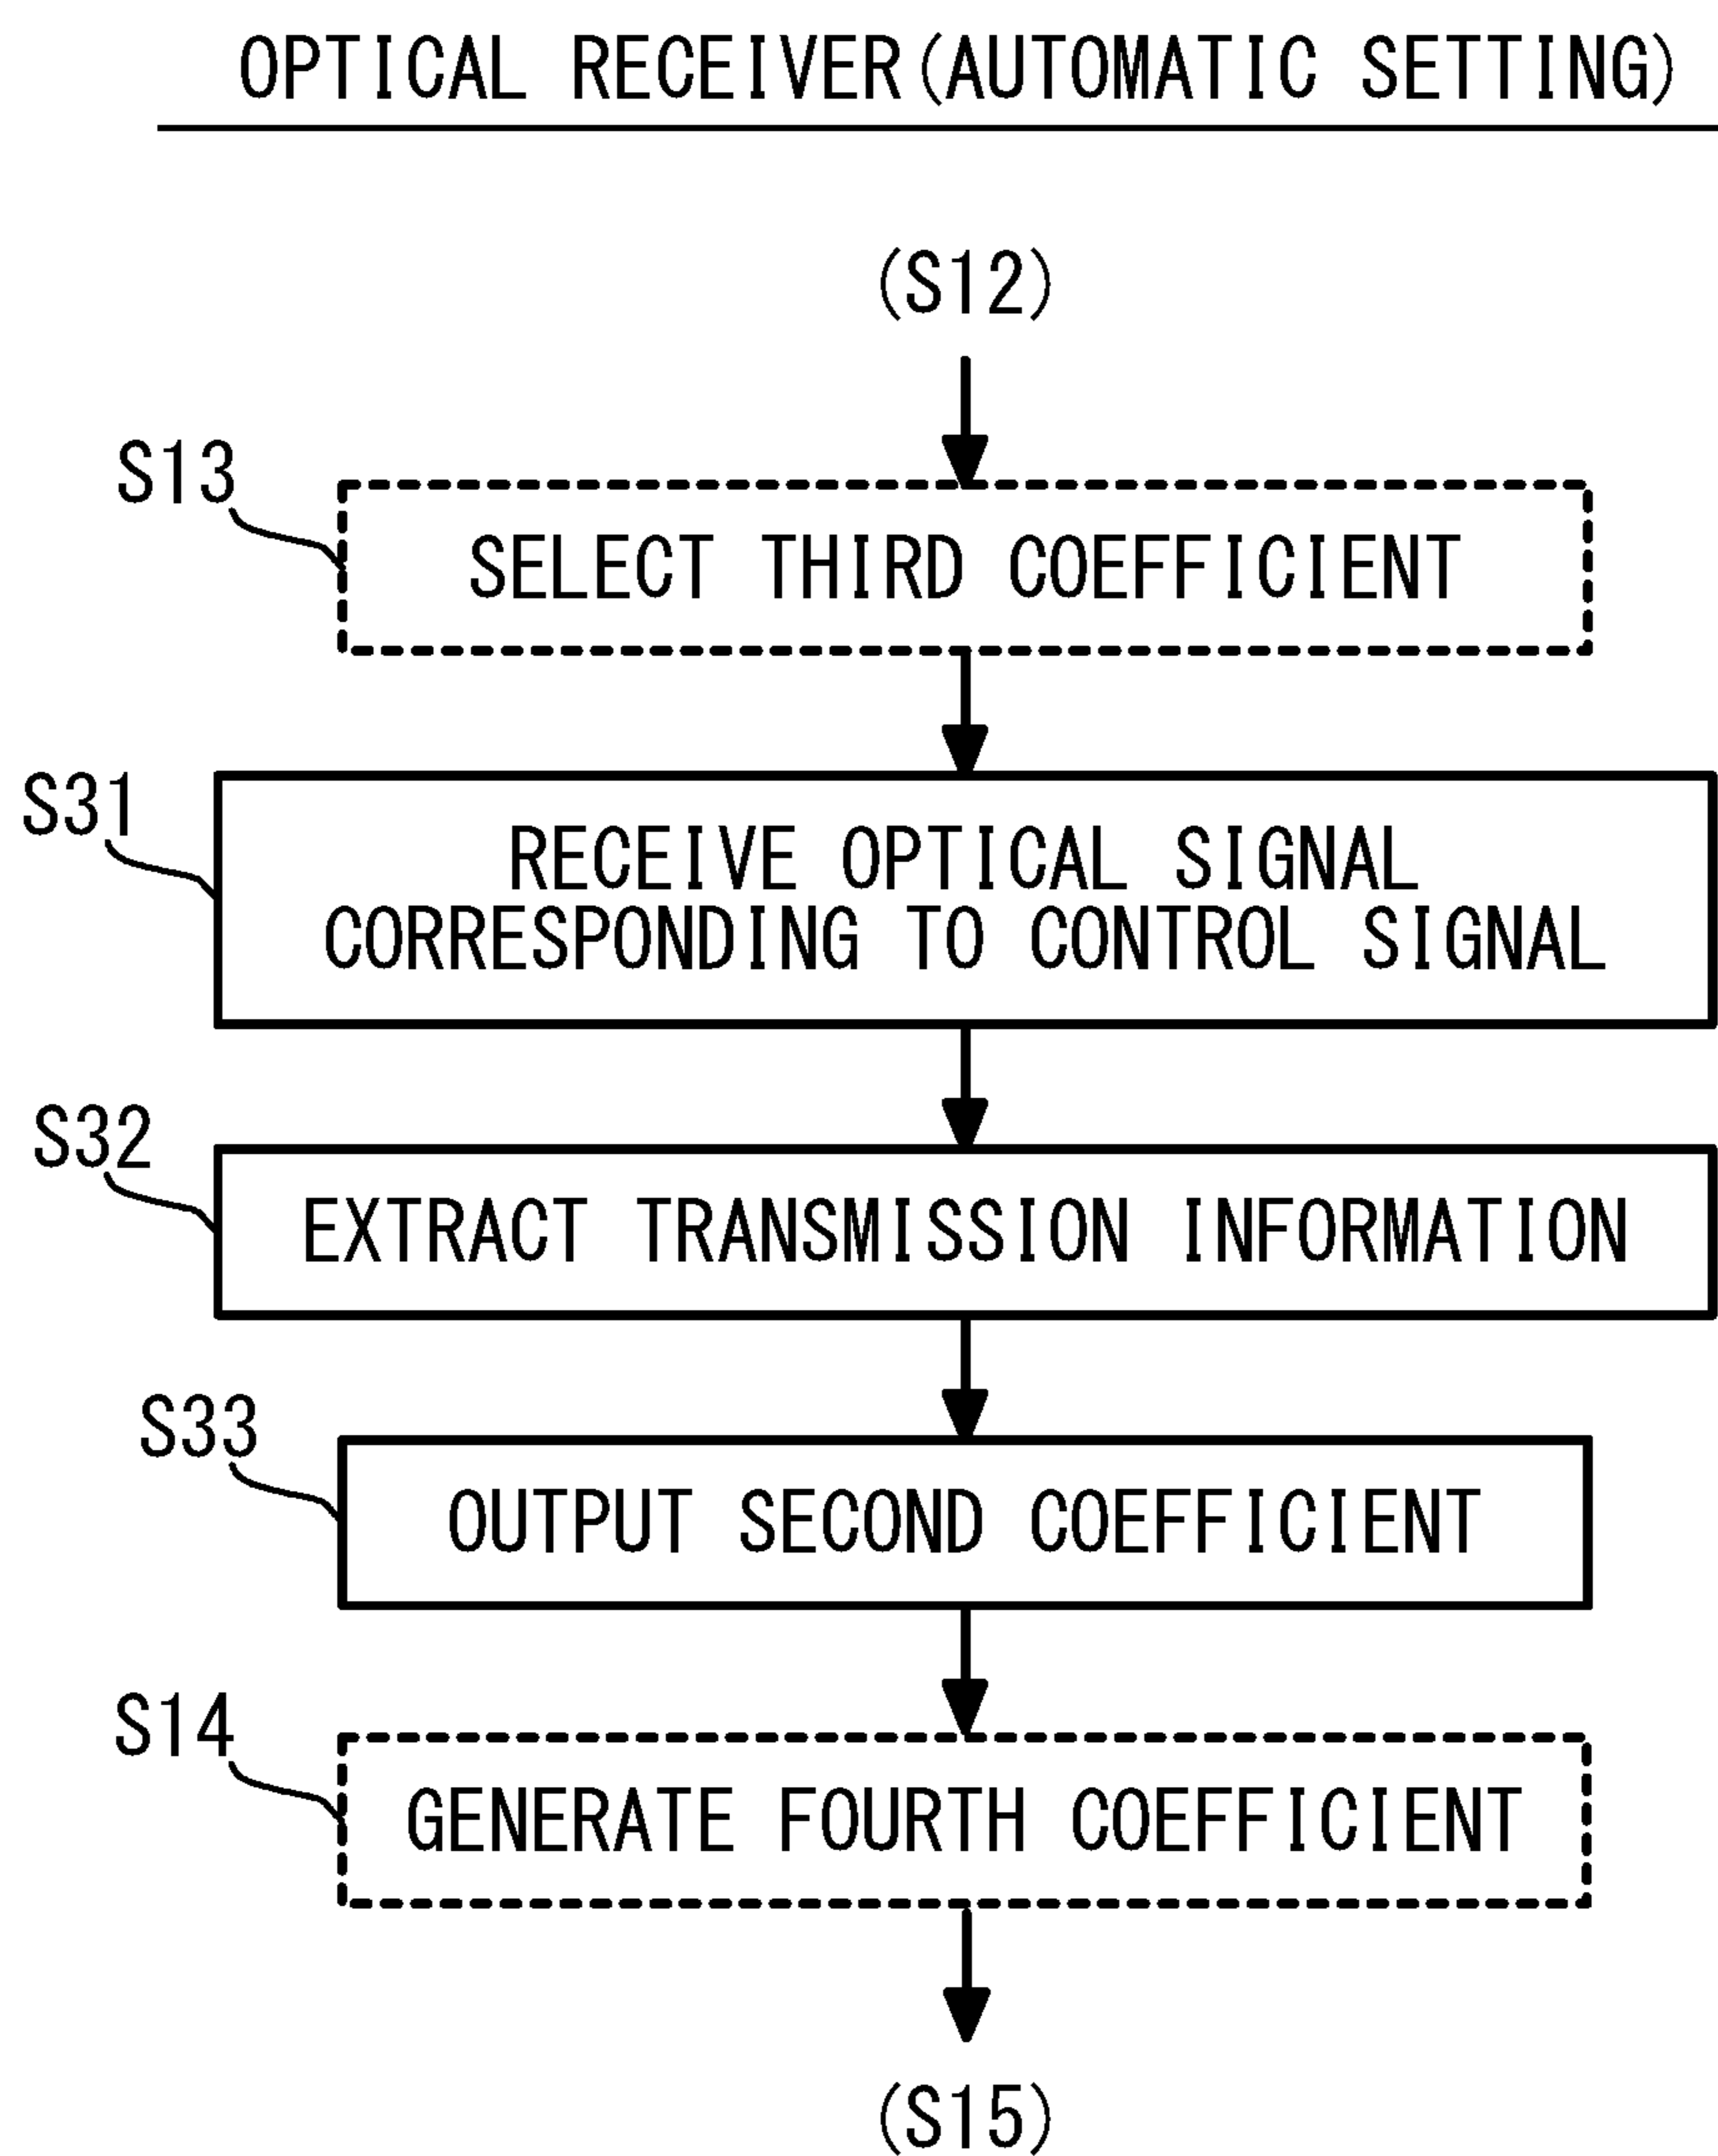 OPTICAL RECEIVER(AUTOMATIC SETTING)
(S12)
S13
SELECT THIRD COEFFICIENT
S31
RECEIVE OPTICAL SIGNAL
CORRESPONDING TO CONTROL SIGNAL
S32
EXTRACT TRANSMISSION INFORMATION
S33
OUTPUT SECOND COEFFICIENT
S14
GENERATE FOURTH COEFFICIENT
(S15)